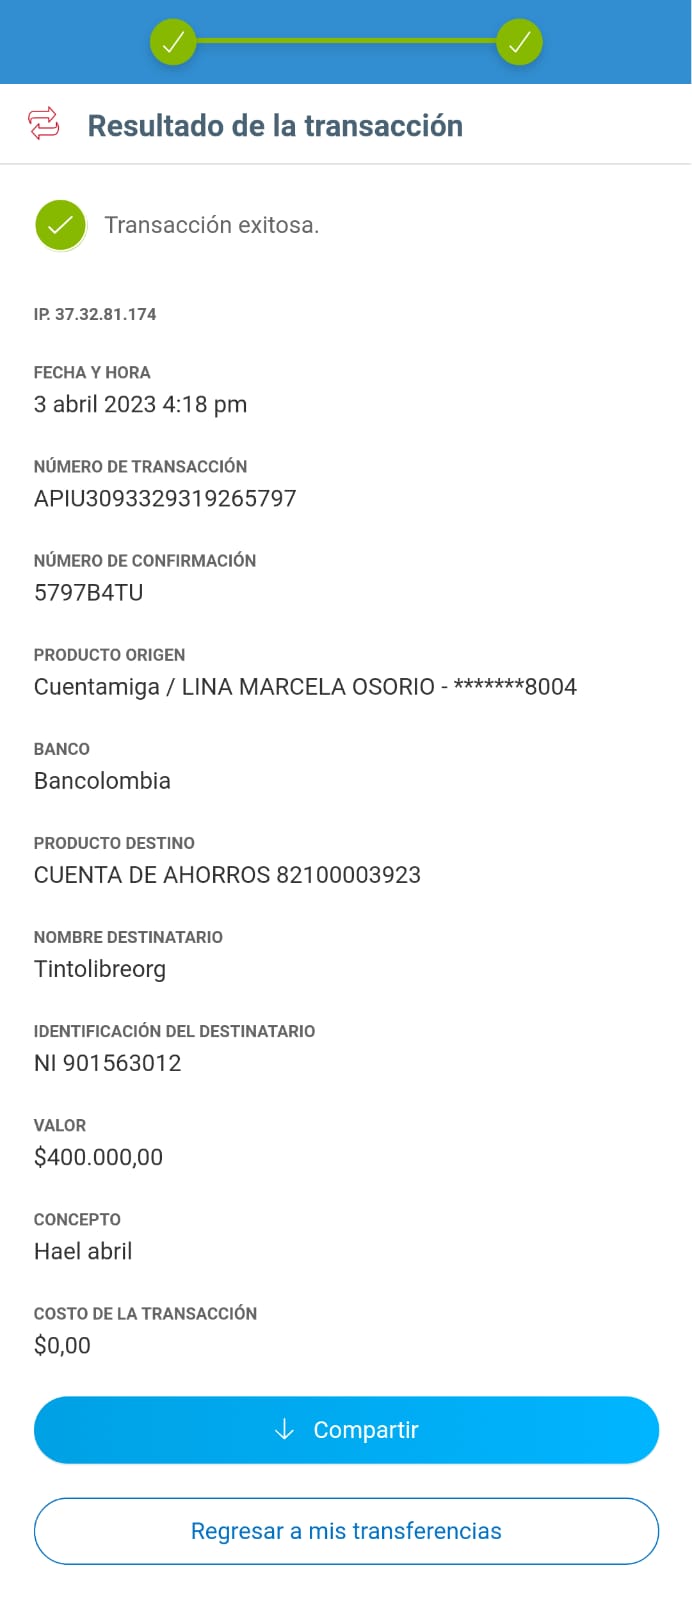 Resultado de la transacción
Transacción exitosa.
IP. 37.32.81.174
FECHA Y HORA
3 abril 2023 4:18 pm
NÚMERO DE TRANSACCIÓN
APIU3093329319265797
NÚMERO DE CONFIRMACIÓN
5797B4TU
PRODUCTO ORIGEN
Cuentamiga / LINA MARCELA OSORIO - *******8004
BANCO
Bancolombia
PRODUCTO DESTINO
CUENTA DE AHORROS 82100003923
NOMBRE DESTINATARIO
Tintolibreorg
IDENTIFICACIÓN DEL DESTINATARIO
NI 901563012
VALOR
$400.000,00
CONCEPTO
Hael abril
COSTO DE LA TRANSACCIÓN
$0,00
Compartir
Regresar a mis transferencias